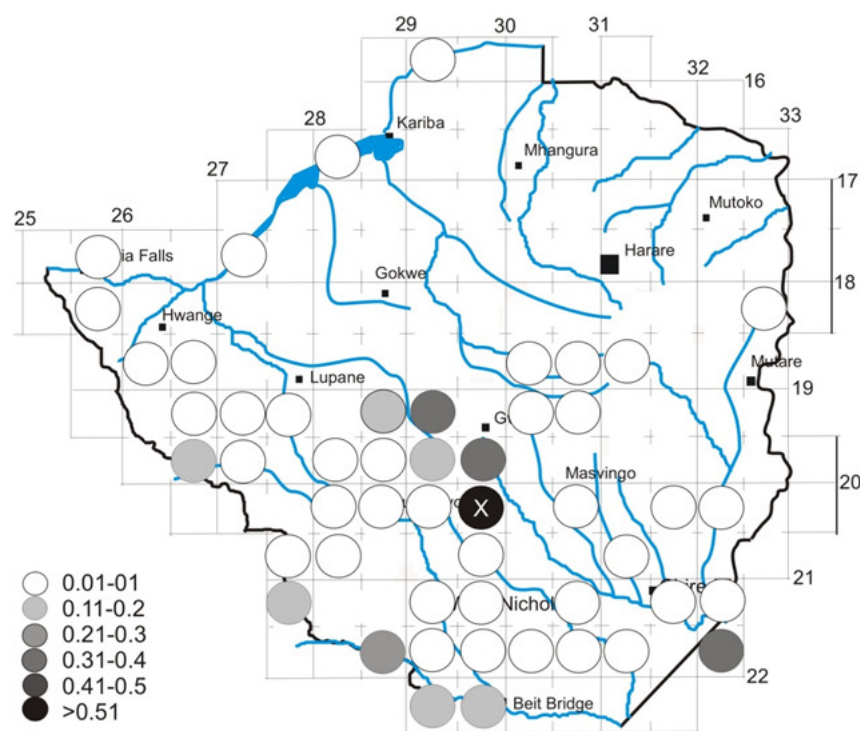 29
30
31
32
16
Kariba
33
28
Mhangura
27
17
Mutoko
25
26
ia Falls
Harare
Gokwe
18
Hwange
Mutare
Lupane
19
G
Masvingo
20
X
21
0.01-01
0.11-0.2
Nichol
0.21-0.3
0.31-0.4
22
0.41-0.5
Beit Bridge
>0.51